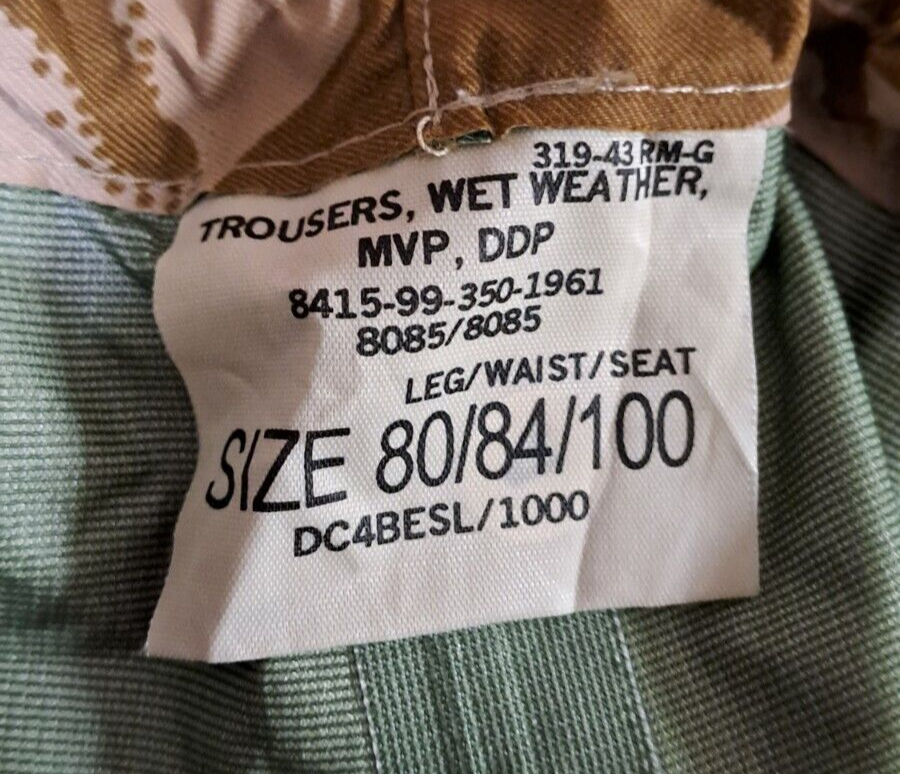 319-43 RM-G
TROUSERS, WET WEATHER,
MVP, DDP
8415-99-350-1961
8085/8085
LEG/WAIST/SEAT
SIZE 80/84/100
DC4BESL/1000